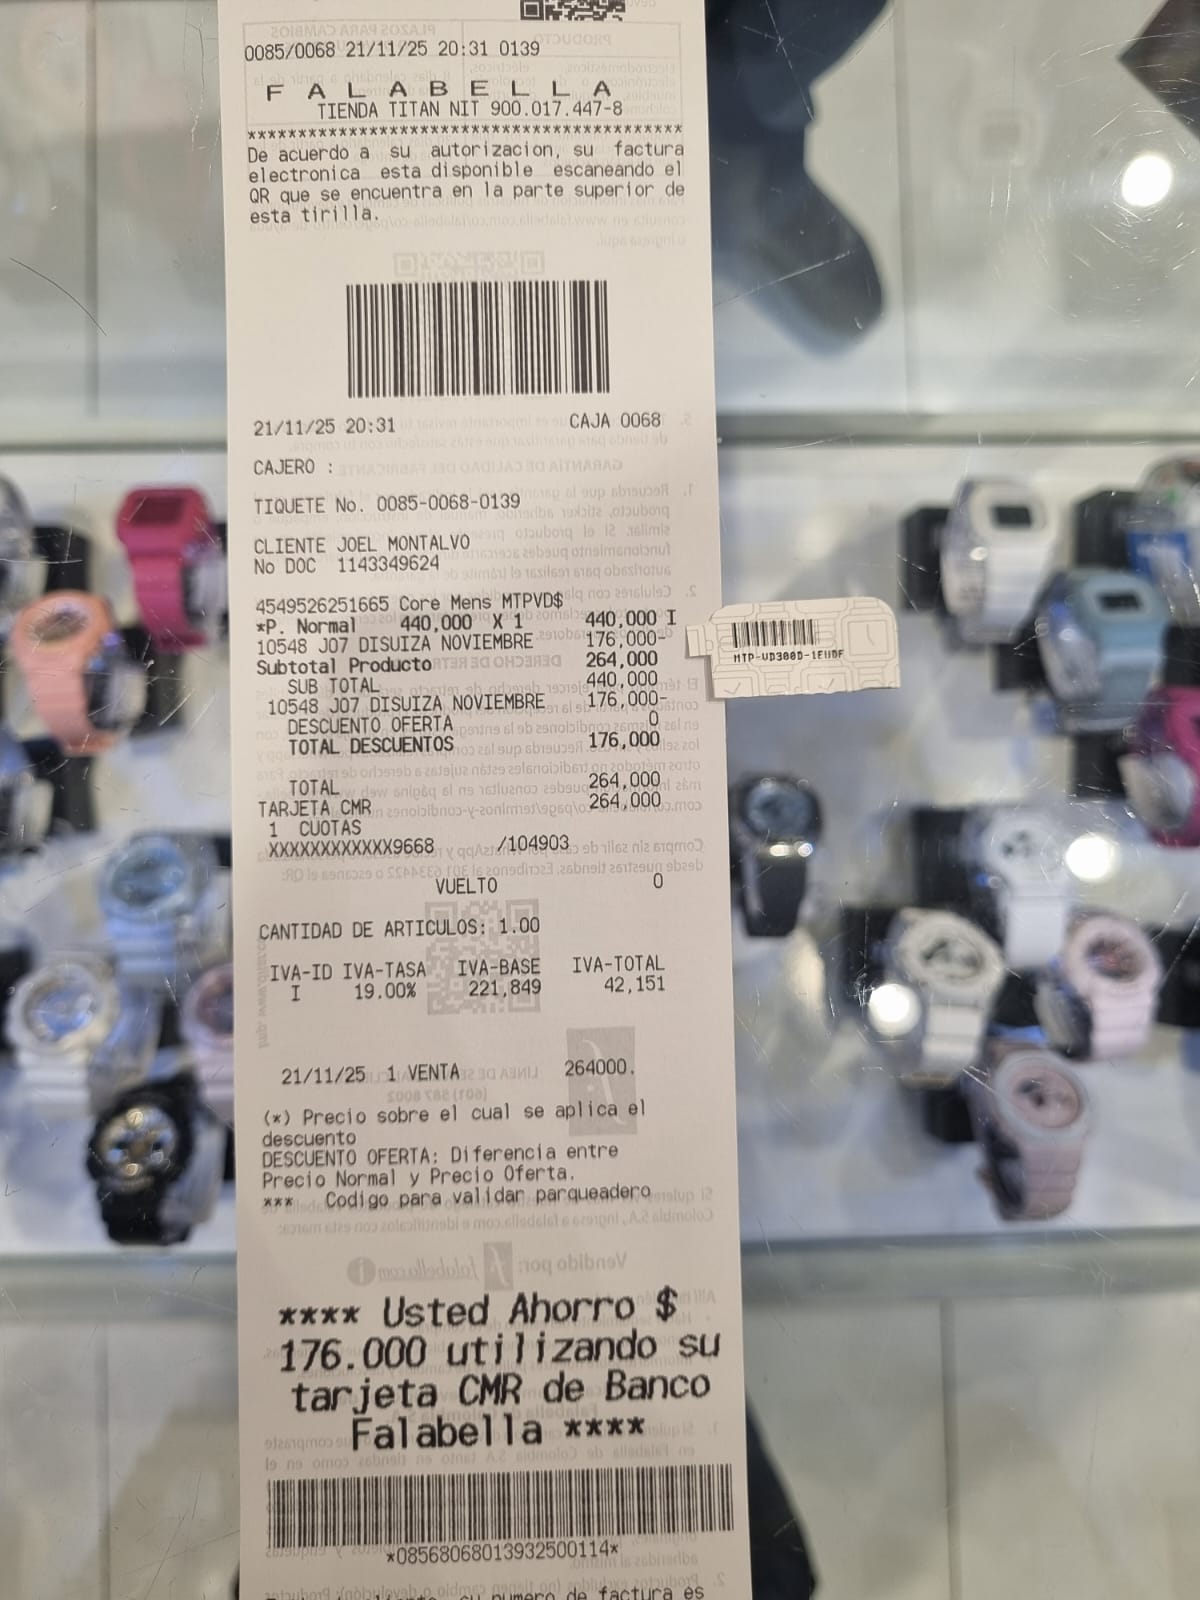 0085/0068 21/11/25 20:31 0139
F A L A B E L L A
TIENDA TITAN NIT 900.017.447-8
******************************************
De acuerdo a su autorizacion, su factura
electronica esta disponible escaneando el
QR que se encuentra en la parte superior de
esta tirilla.
21/11/25 20:31 CAJA 0068
CAJERO :
TIQUETE No. 0085-0068-0139
CLIENTE JOEL MONTALVO
No DOC 1143349624
4549526251665 Core Mens MTPVD$
*P. Normal 440,000 X 1 440,000 I
10548 J07 DISUIZA NOVIEMBRE 176,000-
Subtotal Producto 264,000
SUB TOTAL 440,000
10548 J07 DISUIZA NOVIEMBRE 176,000-
DESCUENTO OFERTA 0
TOTAL DESCUENTOS 176,000
TOTAL 264,000
TARJETA CMR 264,000
1 CUOTAS
XXXXXXXXXXXX9668 /104903
VUELTO 0
CANTIDAD DE ARTICULOS: 1.00
IVA-ID IVA-TASA IVA-BASE IVA-TOTAL
I 19.00% 221,849 42,151
21/11/25 1 VENTA 264000.
(*) Precio sobre el cual se aplica el
descuento
DESCUENTO OFERTA: Diferencia entre
Precio Normal y Precio Oferta.
*** Codigo para validar parqueadero
**** Usted Ahorro $
176.000 utilizando su
tarjeta CMR de Banco
Falabella ****
*08568068013932500114*
su numero de factura es
MTP-VD300D-1EUDF